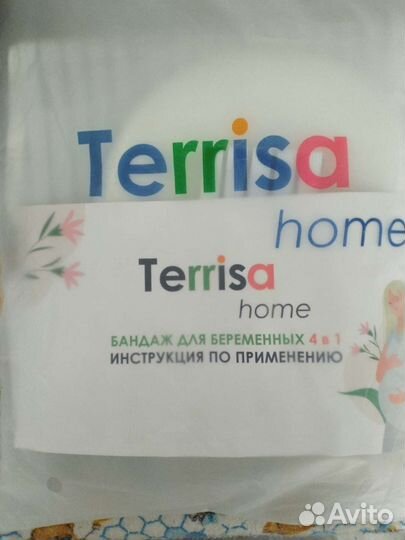 Terrisa
home
Terrisa
home
БАНДАЖ ДЛЯ БЕРЕМЕННЫХ 4 в 1
ИНСТРУКЦИЯ ПО ПРИМЕНЕНИЮ
Avito